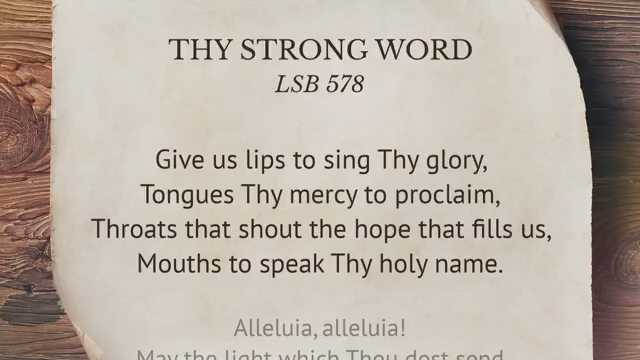 THY STRONG WORD
LSB 578
Give us lips to sing Thy glory,
Tongues Thy mercy to proclaim,
Throats that shout the hope that fills us,
Mouths to speak Thy holy name.
Alleluia, alleluia!
May the light which Thou dost send